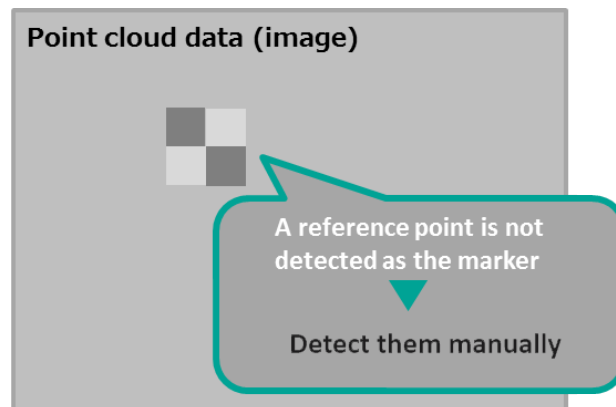 Point cloud data (image)
A reference point is not
detected as the marker
Detect them manually